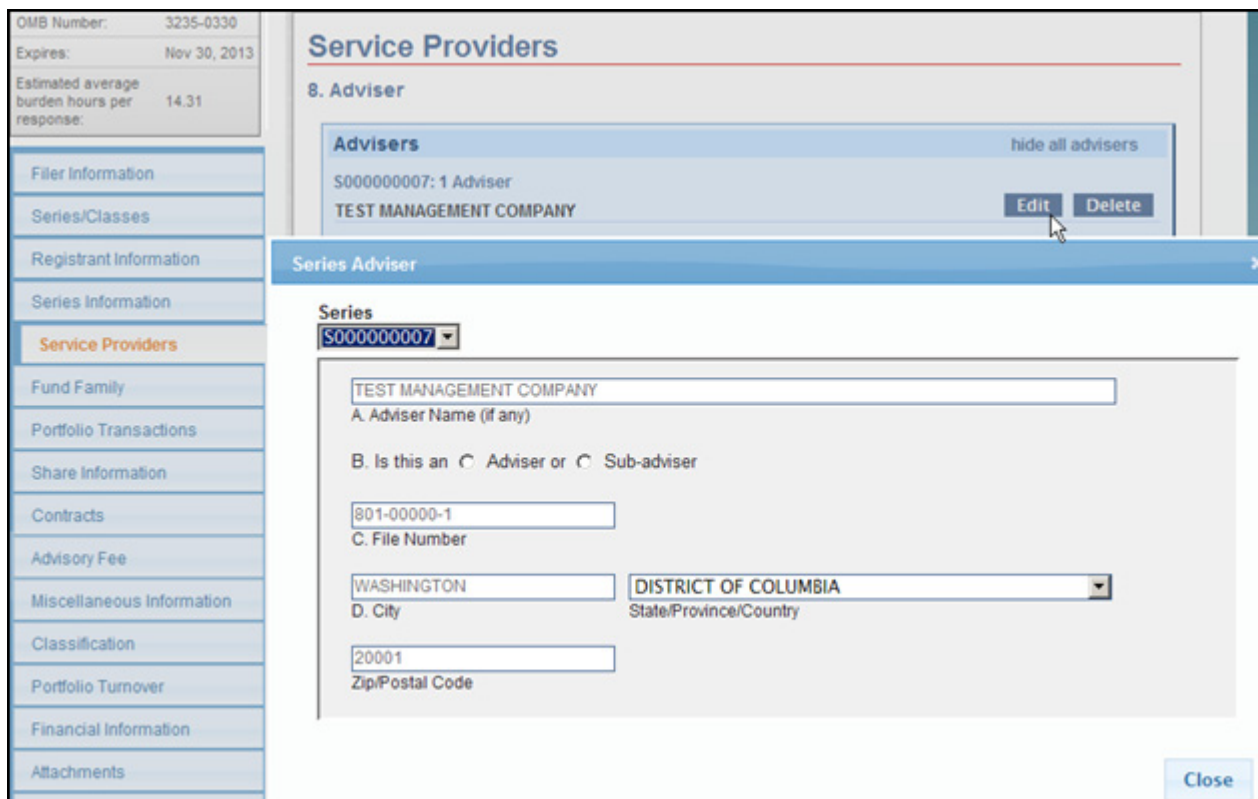 OMB Number: 3235-0330
Expires: Nov 30, 2013
Estimated average
burden hours per 14.31
response:
Filer Information
Series/Classes
Registrant Information
Series Information
Service Providers
Fund Family
Portfolio Transactions
Share Information
Contracts
Advisory Fee
Miscellaneous Information
Classification
Portfolio Turnover
Financial Information
Attachments
Service Providers
8. Adviser
Advisers hide all advisers
S000000007: 1 Adviser
TEST MANAGEMENT COMPANY Edit Delete
Series Adviser
Series
S000000007
TEST MANAGEMENT COMPANY
A. Adviser Name (if any)
B. Is this an Adviser or Sub-adviser
801-00000-1
C. File Number
WASHINGTON DISTRICT OF COLUMBIA
D. City State/Province/Country
20001
Zip/Postal Code
Close